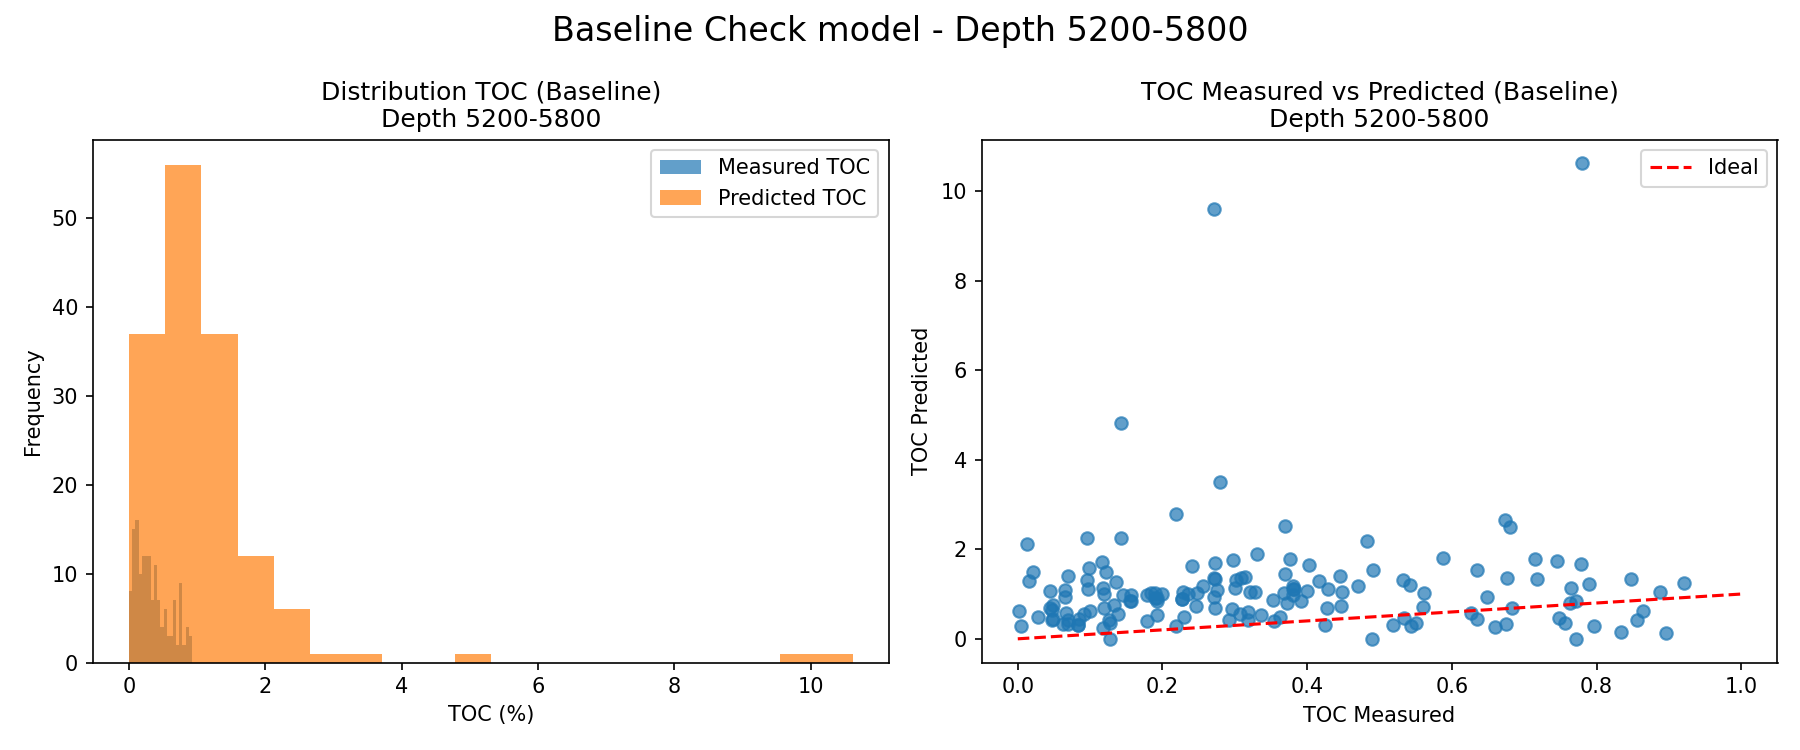 Baseline Check model - Depth 5200-5800
Distribution TOC (Baseline)
Depth 5200-5800
Measured TOC
Predicted TOC
Frequency
50
40
30
20
10
0
0 2 4 6 8 10
TOC (%)
TOC Measured vs Predicted (Baseline)
Depth 5200-5800
Ideal
TOC Predicted
10
8
6
4
2
0
0.0 0.2 0.4 0.6 0.8 1.0
TOC Measured